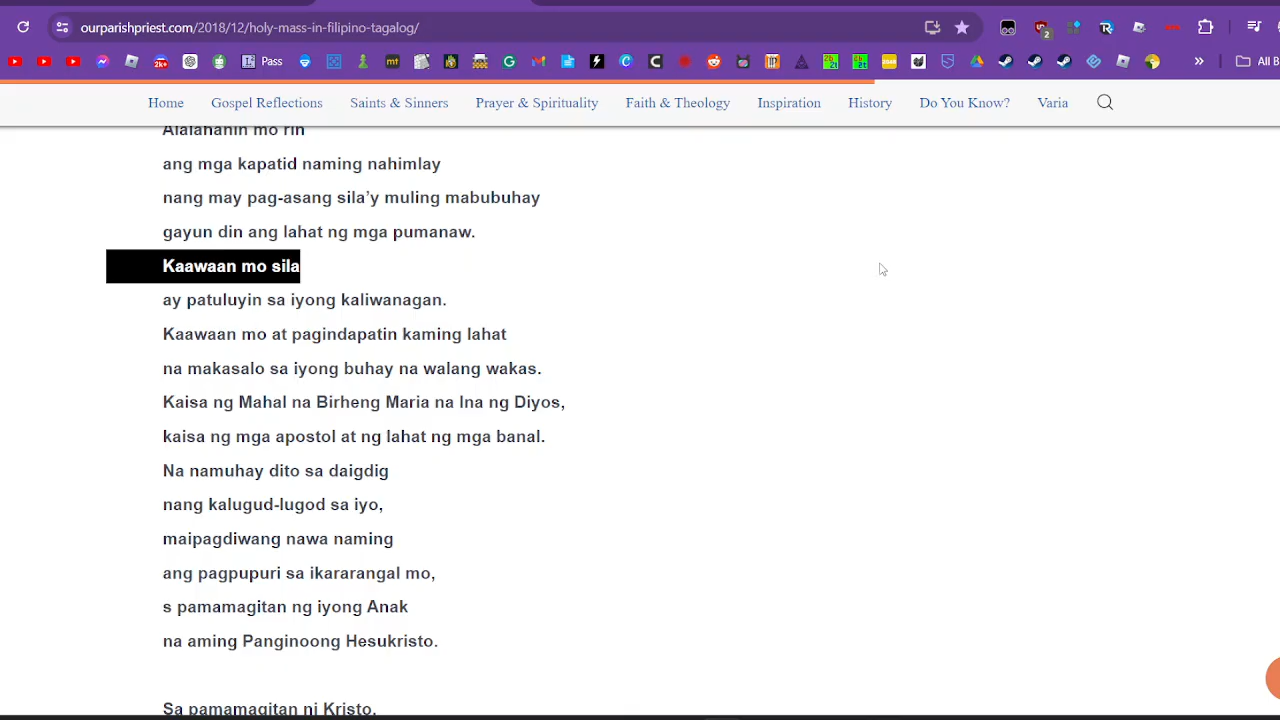 ourparishpriest.com/2018/12/holy-mass-in-filipino-tagalog/
Pass
All B
Home Gospel Reflections Saints & Sinners Prayer & Spirituality Faith & Theology Inspiration History Do You Know? Varia
Alalahanin mo rin
ang mga kapatid naming nahimlay
nang may pag-asang sila’y muling mabubuhay
gayun din ang lahat ng mga pumanaw.
Kaawaan mo sila
ay patuluyin sa iyong kaliwanagan.
Kaawaan mo at pagindapatin kaming lahat
na makasalo sa iyong buhay na walang wakas.
Kaisa ng Mahal na Birheng Maria na Ina ng Diyos,
kaisa ng mga apostol at ng lahat ng mga banal.
Na namuhay dito sa daigdig
nang kalugud-lugod sa iyo,
maipagdiwang nawa naming
ang pagpupuri sa ikararangal mo,
s pamamagitan ng iyong Anak
na aming Panginoong Hesukristo.
Sa pamamagitan ni Kristo,